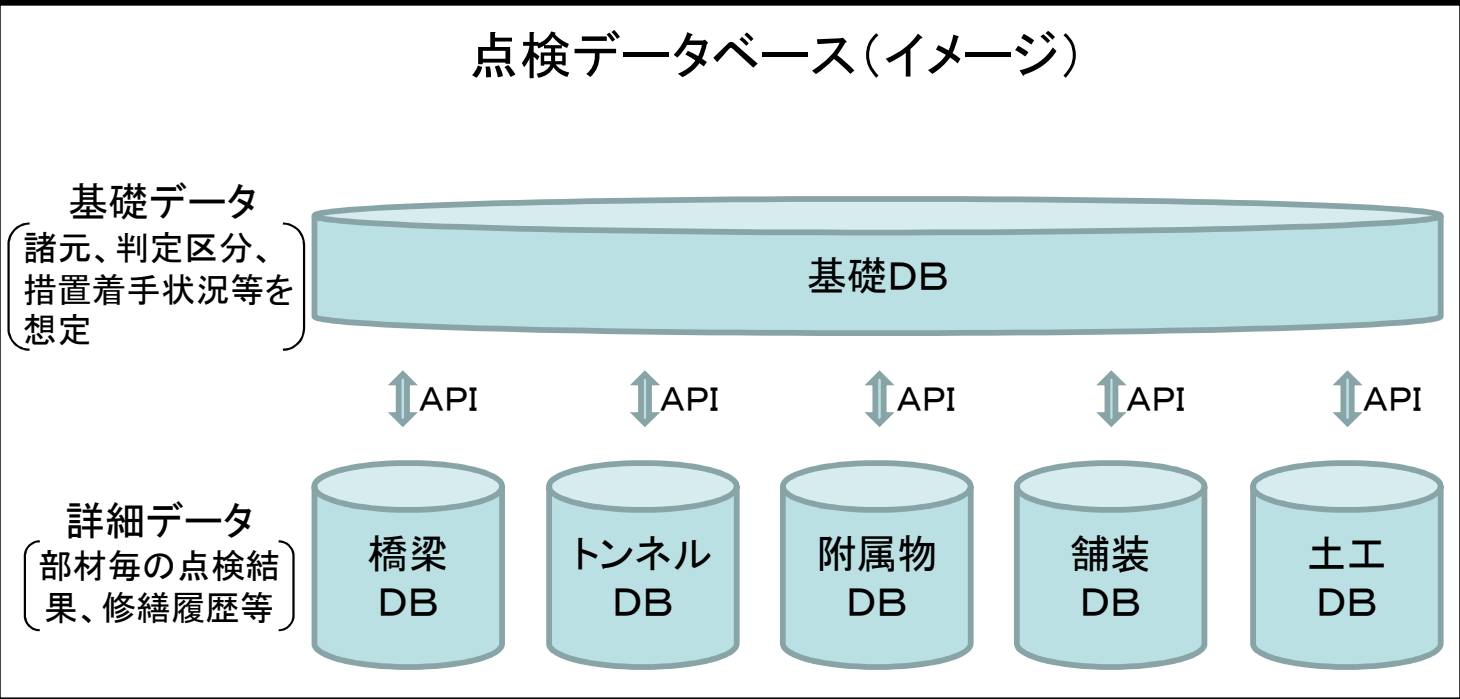 点検データベース（イメージ）
基礎データ
諸元、判定区分、
措置着手状況等を
想定
基礎DB
API
API
API
API
API
詳細データ
部材毎の点検結
果、修繕履歴等
橋梁
DB
トンネル
DB
附属物
DB
舗装
DB
土工
DB